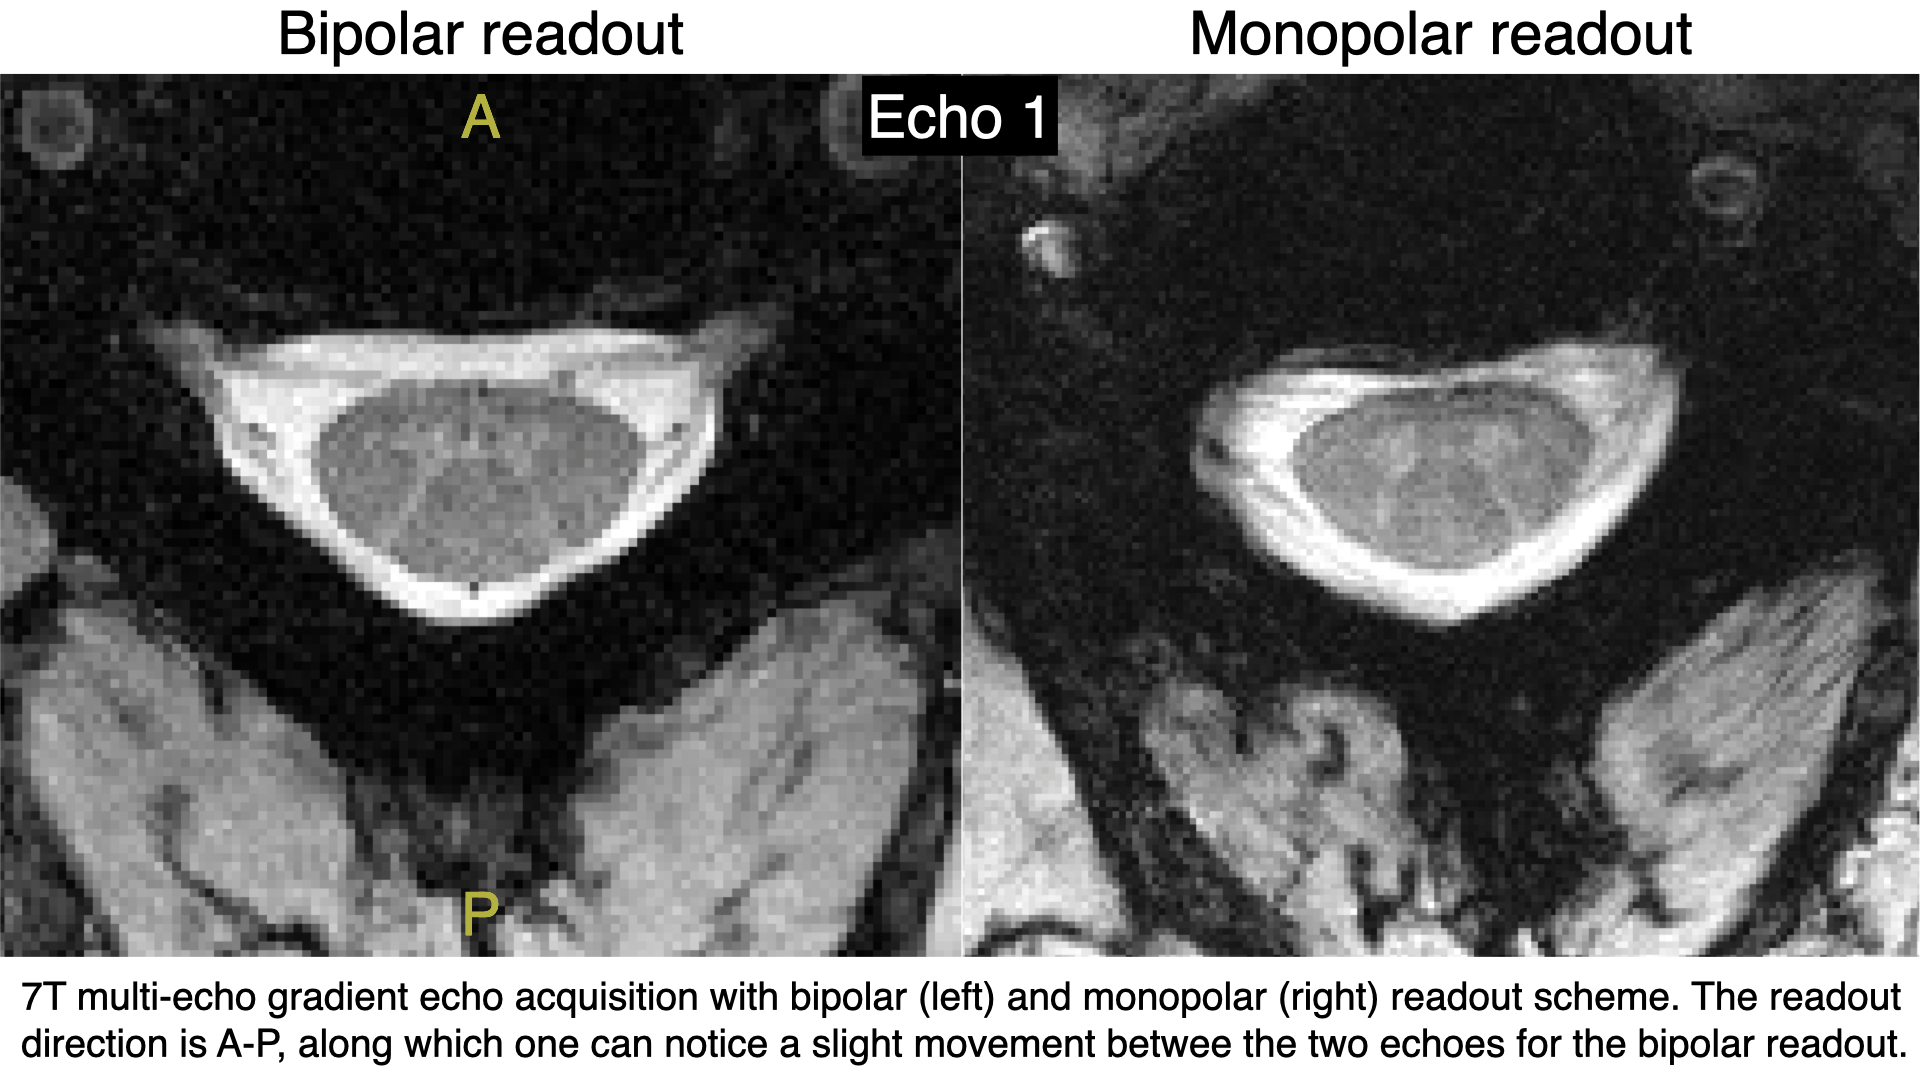 Bipolar readout
Monopolar readout
A
Echo 1
P
7T multi-echo gradient echo acquisition with bipolar (left) and monopolar (right) readout scheme. The readout
direction is A-P, along which one can notice a slight movement betwee the two echoes for the bipolar readout.